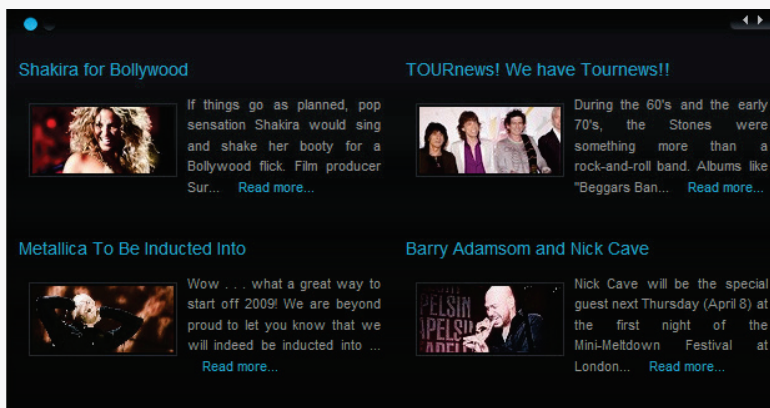 Shakira for Bollywood
If things go as planned, pop
sensation Shakira would sing
and shake her booty for a
Bollywood flick. Film producer
Sur... Read more...
TOURnews! We have Tournews!!
During the 60's and the early
70's, the Stones were
something more than a
rock-and-roll band. Albums like
"Beggars Ban... Read more...
Metallica To Be Inducted Into
Wow . . . what a great way to
start off 2009! We are beyond
proud to let you know that we
will indeed be inducted into ...
Read more...
Barry Adamsom and Nick Cave
PELSIN
APELSI
Nick Cave will be the special
guest next Thursday (April 8) at
the first night of the
Mini-Meltdown Festival at
London... Read more...